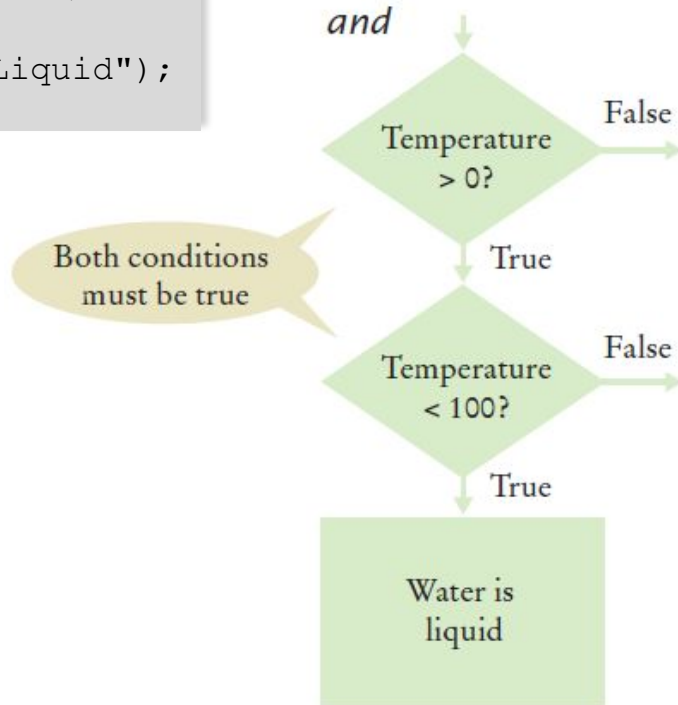 Liquid");
and
Temperature
> 0?
False
True
Both conditions
must be true
Temperature
< 100?
False
True
Water is
liquid